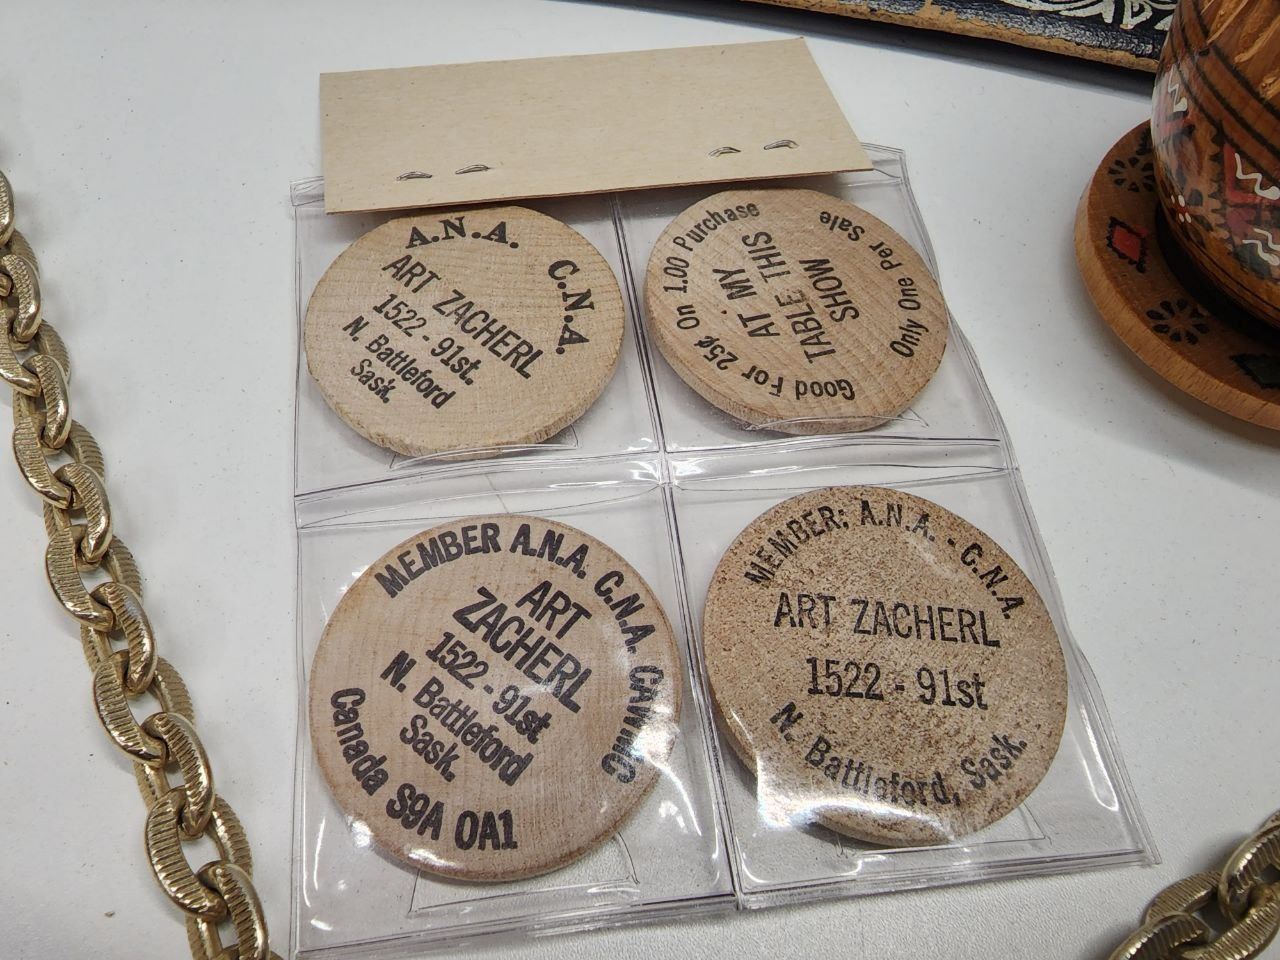 A.N.A. C.N.A.
ART ZACHERL
1522 - 91st.
N. Battleford
Sask.
Good For 25¢ On 1.00 Purchase
AT MY
TABLE THIS
SHOW
Only One Per Sale
MEMBER A.N.A. C.N.A. CAWMC
ART
ZACHERL
1522 - 91st
N. Battleford
Sask.
Canada S9A 0A1
MEMBER: A.N.A. - C.N.A.
ART ZACHERL
1522 - 91st
N. Battleford, Sask.